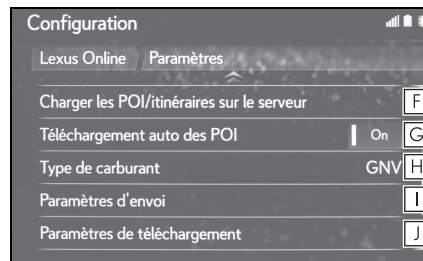 Configuration
Lexus Online Paramètres
Charger les POI/itinéraires sur le serveur F
Téléchargement auto des POI On G
Type de carburant GNV H
Paramètres d'envoi I
Paramètres de téléchargement J